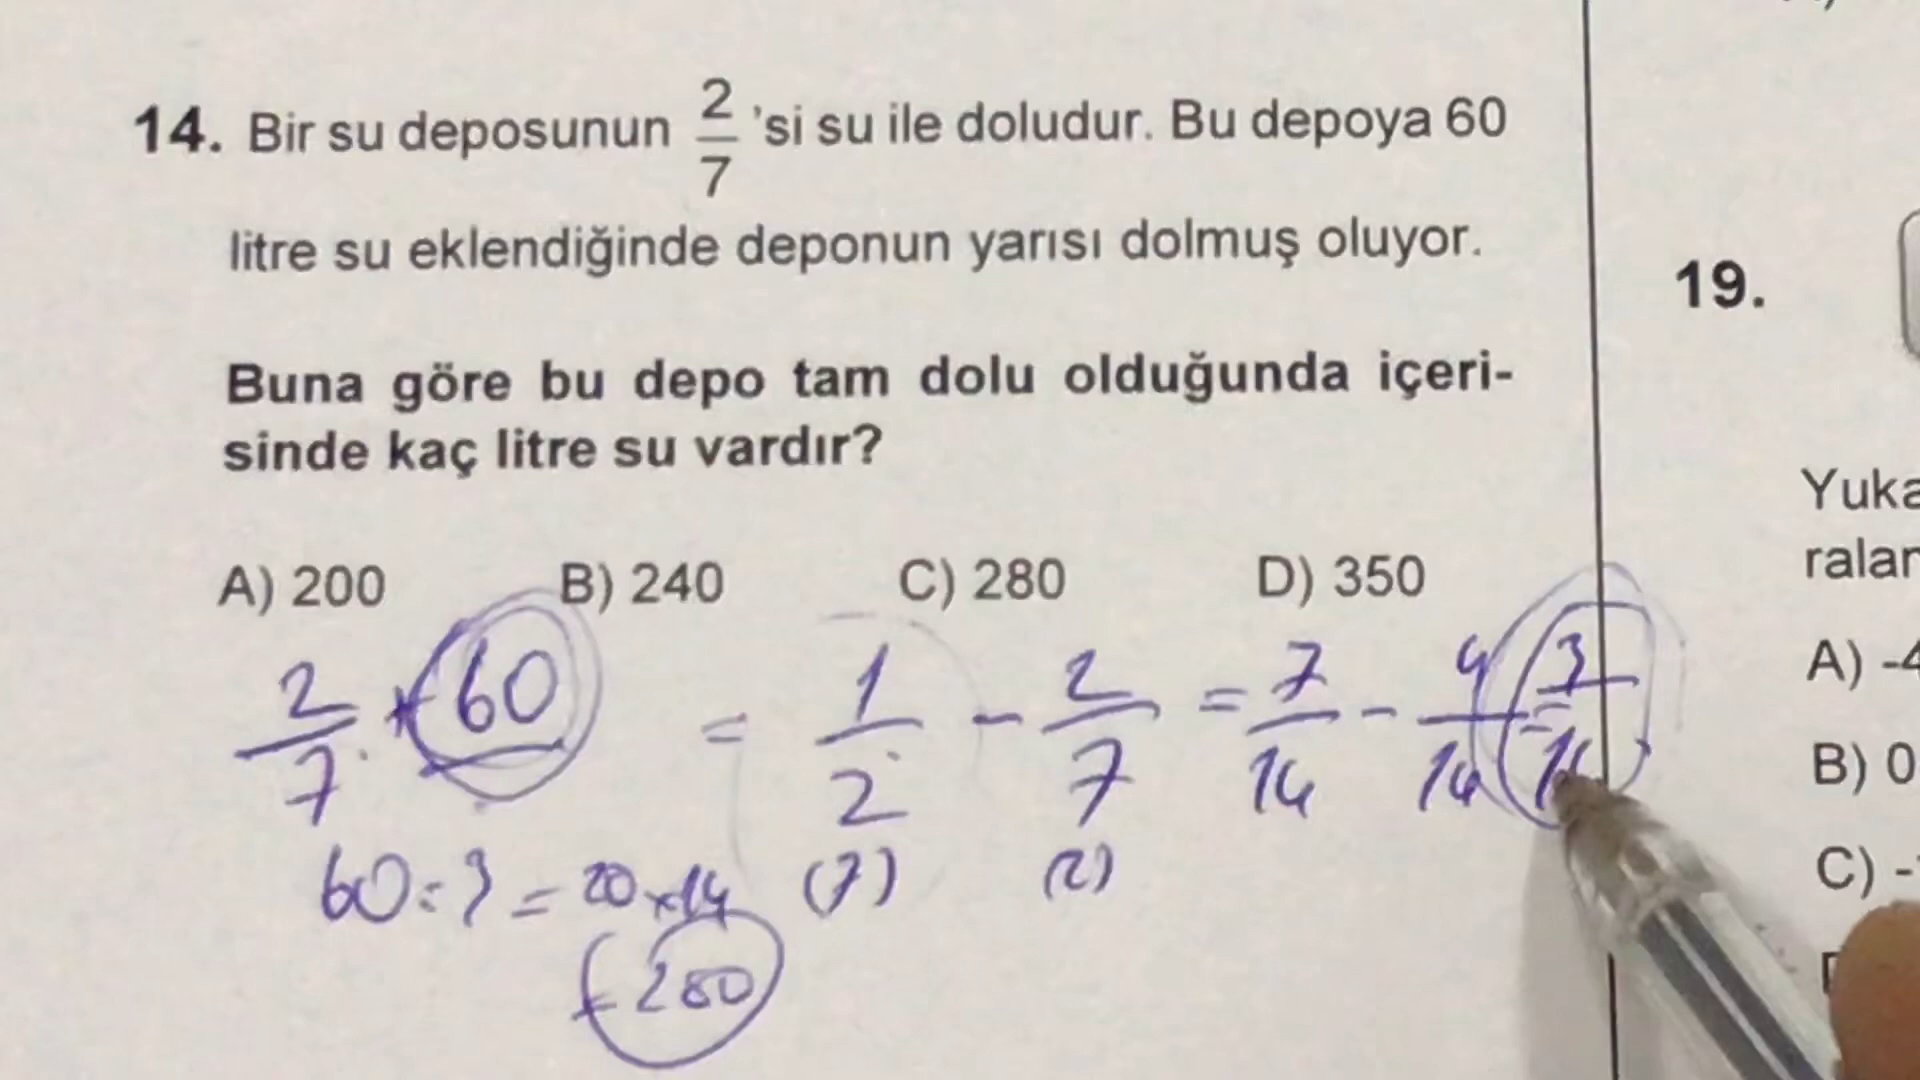 14. Bir su deposunun 2/7 'si su ile doludur. Bu depoya 60
litre su eklendiğinde deponun yarısı dolmuş oluyor.
Buna göre bu depo tam dolu olduğunda içeri-
sinde kaç litre su vardır?
A) 200 B) 240 C) 280 D) 350
2/7 + 60 = 1/2 - 2/7 = 7/14 - 4/14 = 3/14
(7) (2)
60 : 3 = 20 x 14
= 280
19.
Yuka
ralar
A) -4
B) 0
C) -